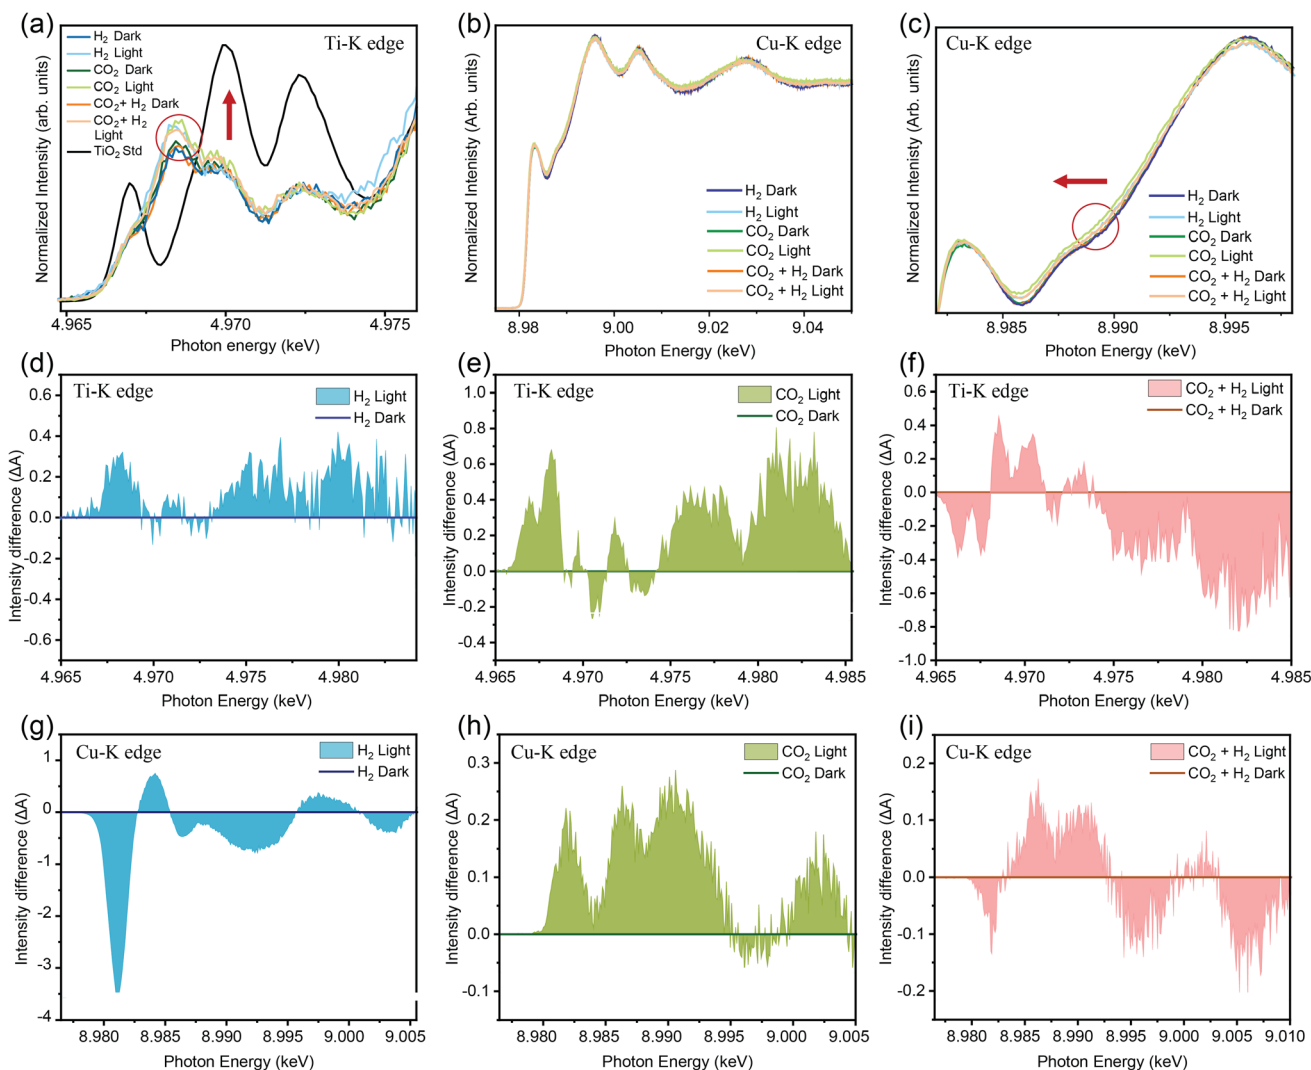 (a)
Normalized Intensity (arb. units)
H2 Dark
H2 Light
CO2 Dark
CO2 Light
CO2+ H2 Dark
CO2+ H2
Light
TiO2 Std
Ti-K edge
4.965
4.970
4.975
Photon energy (keV)
(b)
Normalized Intensity (Arb. units)
Cu-K edge
H2 Dark
H2 Light
CO2 Dark
CO2 Light
CO2 + H2 Dark
CO2 + H2 Light
8.98
9.00
9.02
9.04
Photon Energy (keV)
(c)
Normalized Intensity (Arb. units)
Cu-K edge
H2 Dark
H2 Light
CO2 Dark
CO2 Light
CO2 + H2 Dark
CO2 + H2 Light
8.985
8.990
8.995
Photon Energy (keV)
(d)
Intensity difference (ΔA)
Ti-K edge
H2 Light
H2 Dark
0.6
0.4
0.2
0.0
-0.2
-0.4
-0.6
4.965
4.970
4.975
4.980
Photon Energy (keV)
(e)
Intensity difference (ΔA)
Ti-K edge
CO2 Light
CO2 Dark
1.0
0.8
0.6
0.4
0.2
0.0
-0.2
-0.4
4.965
4.970
4.975
4.980
4.985
Photon Energy (keV)
(f)
Intensity difference (ΔA)
Ti-K edge
CO2 + H2 Light
CO2 + H2 Dark
0.6
0.4
0.2
0.0
-0.2
-0.4
-0.6
-0.8
-1.0
4.965
4.970
4.975
4.980
4.985
Photon Energy (keV)
(g)
Intensity difference (ΔA)
Cu-K edge
H2 Light
H2 Dark
1
0
-1
-2
-3
-4
8.980
8.985
8.990
8.995
9.000
9.005
Photon Energy (keV)
(h)
Intensity difference (ΔA)
Cu-K edge
CO2 Light
CO2 Dark
0.3
0.2
0.1
0.0
-0.1
8.980
8.985
8.990
8.995
9.000
9.005
Photon Energy (keV)
(i)
Intensity difference (ΔA)
Cu-K edge
CO2 + H2 Light
CO2 + H2 Dark
0.2
0.1
0.0
-0.1
-0.2
8.980
8.985
8.990
8.995
9.000
9.005
9.010
Photon Energy (keV)